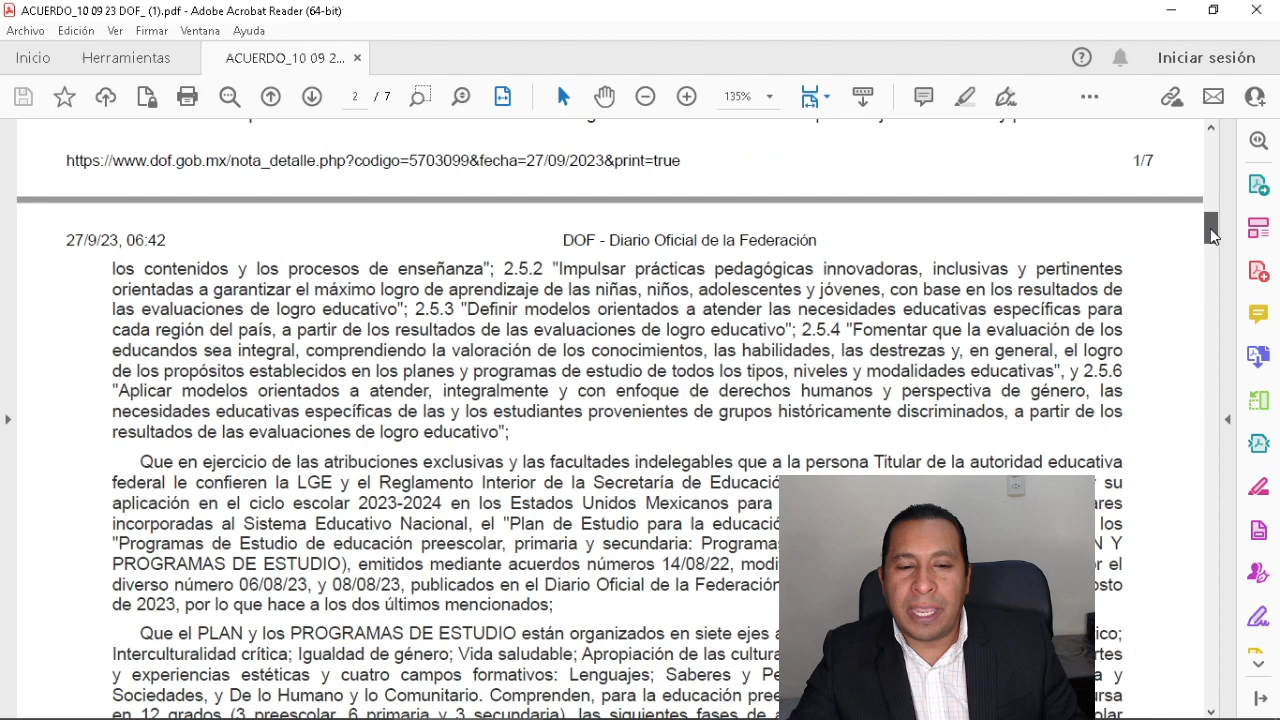 ACUERDO_10 09 23 DOF_ (1).pdf - Adobe Acrobat Reader (64-bit)
Archivo Edición Ver Firmar Ventana Ayuda
Inicio Herramientas ACUERDO_10 09 2... × Iniciar sesión
2 / 7 135%
https://www.dof.gob.mx/nota_detalle.php?codigo=5703099&fecha=27/09/2023&print=true 1/7
27/9/23, 06:42 DOF - Diario Oficial de la Federación
los contenidos y los procesos de enseñanza"; 2.5.2 "Impulsar prácticas pedagógicas innovadoras, inclusivas y pertinentes
orientadas a garantizar el máximo logro de aprendizaje de las niñas, niños, adolescentes y jóvenes, con base en los resultados de
las evaluaciones de logro educativo"; 2.5.3 "Definir modelos orientados a atender las necesidades educativas específicas para
cada región del país, a partir de los resultados de las evaluaciones de logro educativo"; 2.5.4 "Fomentar que la evaluación de los
educandos sea integral, comprendiendo la valoración de los conocimientos, las habilidades, las destrezas y, en general, el logro
de los propósitos establecidos en los planes y programas de estudio de todos los tipos, niveles y modalidades educativas", y 2.5.6
"Aplicar modelos orientados a atender, integralmente y con enfoque de derechos humanos y perspectiva de género, las
necesidades educativas específicas de las y los estudiantes provenientes de grupos históricamente discriminados, a partir de los
resultados de las evaluaciones de logro educativo";
Que en ejercicio de las atribuciones exclusivas y las facultades indelegables que a la persona Titular de la autoridad educativa
federal le confieren la LGE y el Reglamento Interior de la Secretaría de Educació su
aplicación en el ciclo escolar 2023-2024 en los Estados Unidos Mexicanos para ares
incorporadas al Sistema Educativo Nacional, el "Plan de Estudio para la educació los
"Programas de Estudio de educación preescolar, primaria y secundaria: Programas N Y
PROGRAMAS DE ESTUDIO), emitidos mediante acuerdos números 14/08/22, modi or el
diverso número 06/08/23, y 08/08/23, publicados en el Diario Oficial de la Federación osto
de 2023, por lo que hace a los dos últimos mencionados;
Que el PLAN y los PROGRAMAS DE ESTUDIO están organizados en siete ejes a ico;
Interculturalidad crítica; Igualdad de género; Vida saludable; Apropiación de las cultura rtes
y experiencias estéticas y cuatro campos formativos: Lenguajes; Saberes y Pe a y
Sociedades, y De lo Humano y lo Comunitario. Comprenden, para la educación pree ursa
en 12 grados (3 preescolar, 6 primaria y 3 secundaria), las siguientes fases de a olar